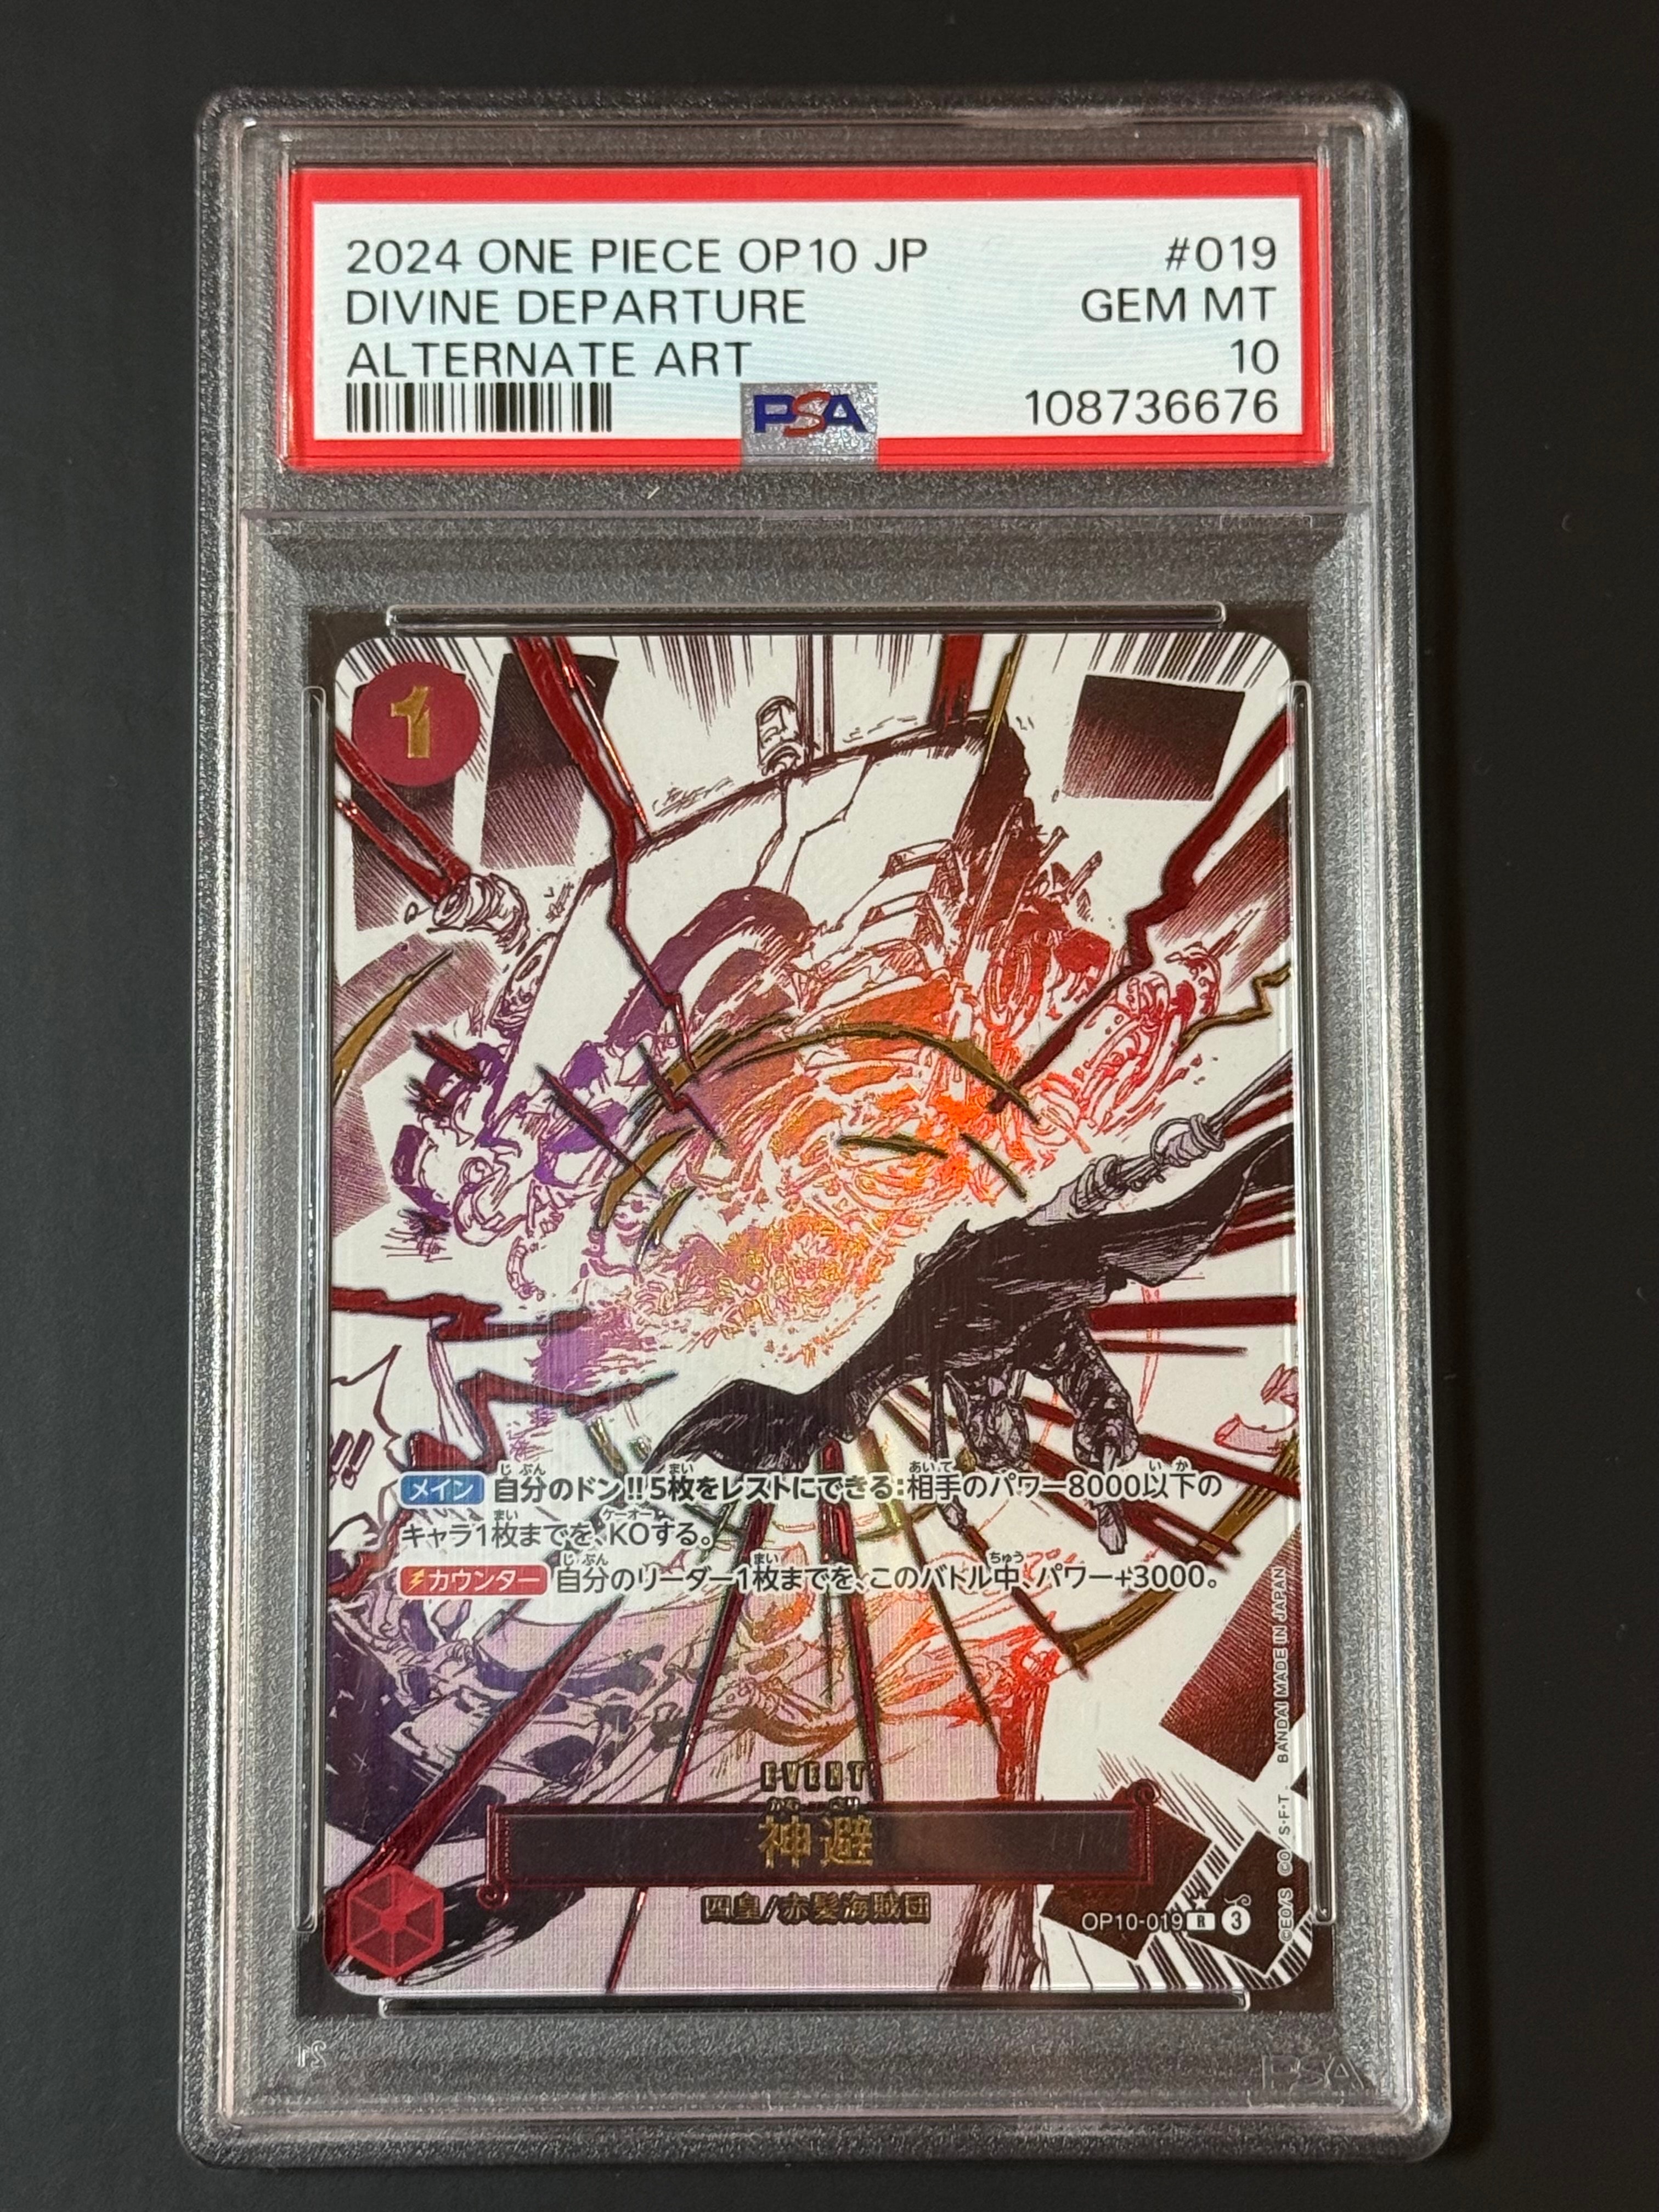 2024 ONE PIECE OP10 JP #019
DIVINE DEPARTURE GEM MT
ALTERNATE ART 10
PSA 108736676
1
!!
メイン 自分のドン!!5枚をレストにできる:相手のパワー8000以下の
キャラ1枚までを、KOする。
カウンター 自分のリーダー1枚までを、このバトル中、パワー+3000。
EVENT
神避
四皇/赤髪海賊団
OP10-019 R 3
©EO/S ©O/S・F・T. BANDAI MADE IN JAPAN
21
PSA